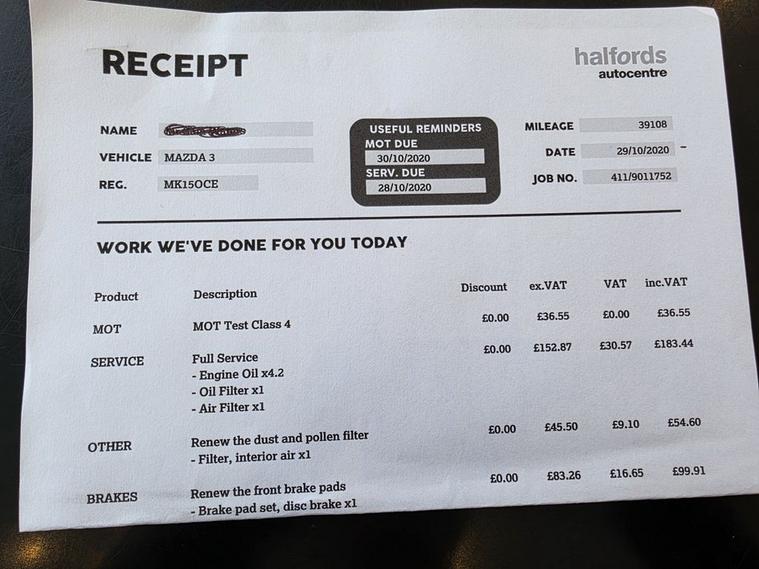 RECEIPT
halfords
autocentre
NAME
VEHICLE MAZDA 3
REG. MK15OCE
USEFUL REMINDERS
MOT DUE
30/10/2020
SERV. DUE
28/10/2020
MILEAGE 39108
DATE 29/10/2020
JOB NO. 411/9011752
WORK WE'VE DONE FOR YOU TODAY
Product Description Discount ex.VAT VAT inc.VAT
MOT MOT Test Class 4 £0.00 £36.55 £0.00 £36.55
SERVICE Full Service £0.00 £152.87 £30.57 £183.44
- Engine Oil x4.2
- Oil Filter x1
- Air Filter x1
OTHER Renew the dust and pollen filter £0.00 £45.50 £9.10 £54.60
- Filter, interior air x1
BRAKES Renew the front brake pads £0.00 £83.26 £16.65 £99.91
- Brake pad set, disc brake x1